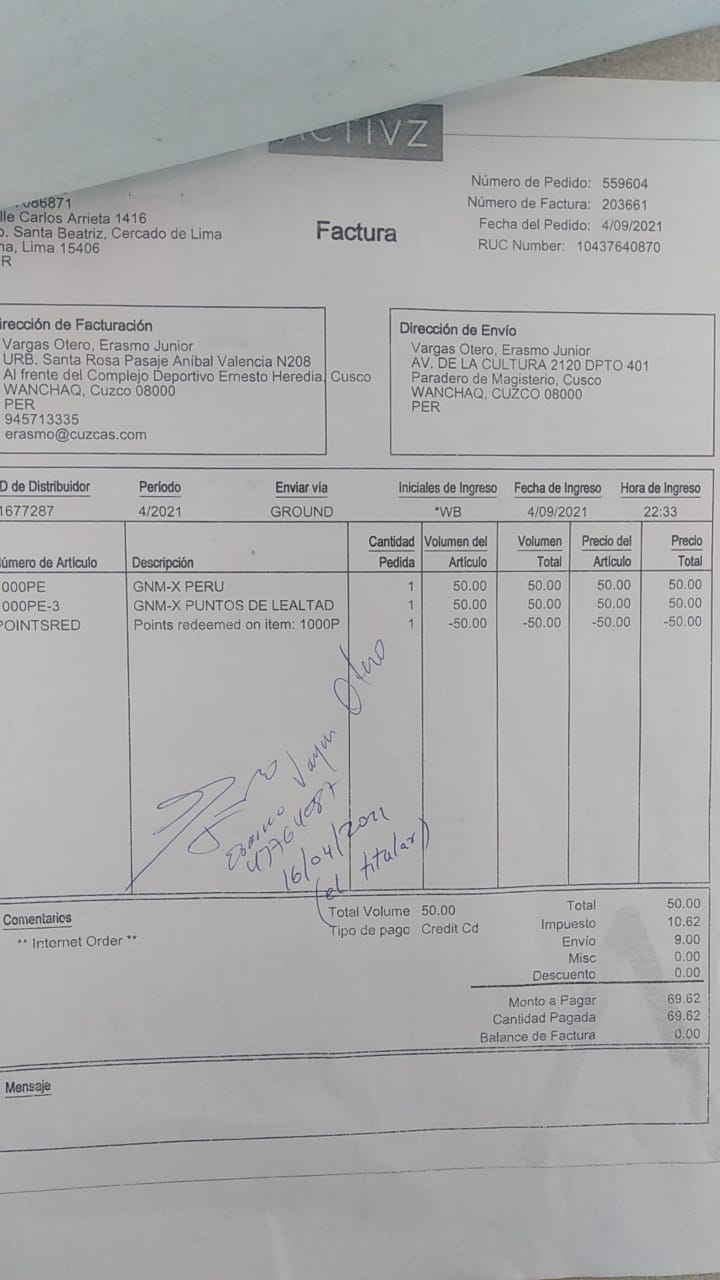 ACTIVZ
Número de Pedido: 559604
Número de Factura: 203661
Fecha del Pedido: 4/09/2021
RUC Number: 10437640870
086871
lle Carlos Arrieta 1416
o. Santa Beatriz, Cercado de Lima
na, Lima 15406
R
Factura
irección de Facturación
Vargas Otero, Erasmo Junior
URB. Santa Rosa Pasaje Aníbal Valencia N208
Al frente del Complejo Deportivo Ernesto Heredia, Cusco
WANCHAQ, Cuzco 08000
PER
945713335
erasmo@cuzcas.com
Dirección de Envío
Vargas Otero, Erasmo Junior
AV. DE LA CULTURA 2120 DPTO 401
Paradero de Magisterio, Cusco
WANCHAQ, CUZCO 08000
PER
D de Distribuidor Período Enviar vía Iniciales de Ingreso Fecha de Ingreso Hora de Ingreso
1677287 4/2021 GROUND *WB 4/09/2021 22:33
úmero de Artículo Descripción Cantidad Pedida Volumen del Artículo Volumen Total Precio del Artículo Precio Total
000PE GNM-X PERU 1 50.00 50.00 50.00 50.00
000PE-3 GNM-X PUNTOS DE LEALTAD 1 50.00 50.00 50.00 50.00
POINTSRED Points redeemed on item: 1000P 1 -50.00 -50.00 -50.00 -50.00
Erasmo Vargas Otero
16/04/2021
(el titular)
Comentarios
** Internet Order **
Total Volume 50.00
Tipo de pago Credit Cd
Total 50.00
Impuesto 10.62
Envío 9.00
Misc 0.00
Descuento 0.00
Monto a Pagar 69.62
Cantidad Pagada 69.62
Balance de Factura 0.00
Mensaje